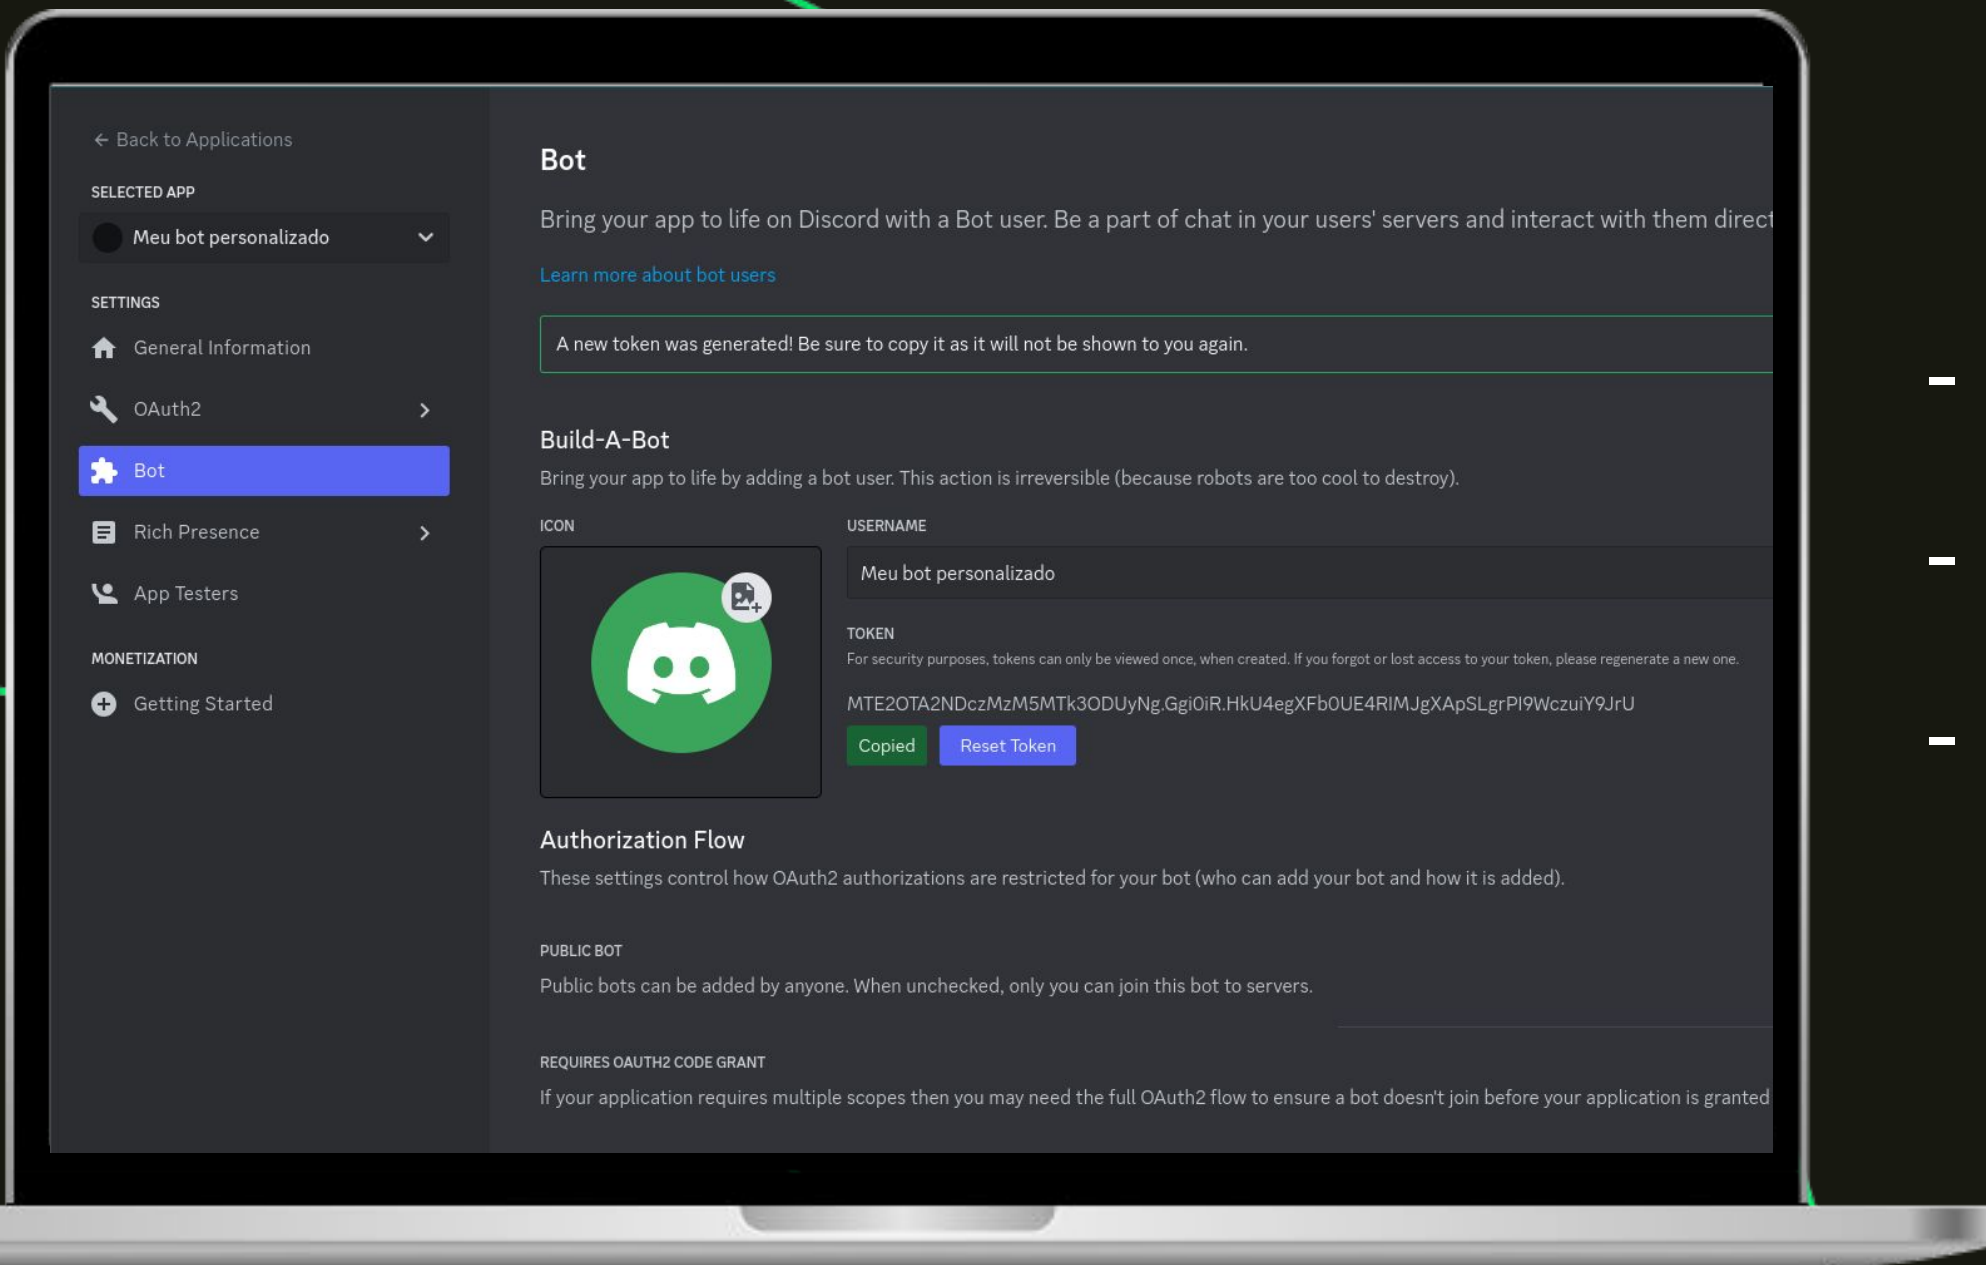 ← Back to Applications
SELECTED APP
Meu bot personalizado
SETTINGS
General Information
OAuth2
Bot
Rich Presence
App Testers
MONETIZATION
Getting Started
Bot
Bring your app to life on Discord with a Bot user. Be a part of chat in your users' servers and interact with them direct
Learn more about bot users
A new token was generated! Be sure to copy it as it will not be shown to you again.
Build-A-Bot
Bring your app to life by adding a bot user. This action is irreversible (because robots are too cool to destroy).
ICON
USERNAME
Meu bot personalizado
TOKEN
For security purposes, tokens can only be viewed once, when created. If you forgot or lost access to your token, please regenerate a new one.
MTE2OTA2NDczMzM5MTk3ODUyNg.Ggi0iR.HkU4egXFb0UE4RIMJgXApSLgrPI9WczuiY9JrU
Copied
Reset Token
Authorization Flow
These settings control how OAuth2 authorizations are restricted for your bot (who can add your bot and how it is added).
PUBLIC BOT
Public bots can be added by anyone. When unchecked, only you can join this bot to servers.
REQUIRES OAUTH2 CODE GRANT
If your application requires multiple scopes then you may need the full OAuth2 flow to ensure a bot doesn't join before your application is granted